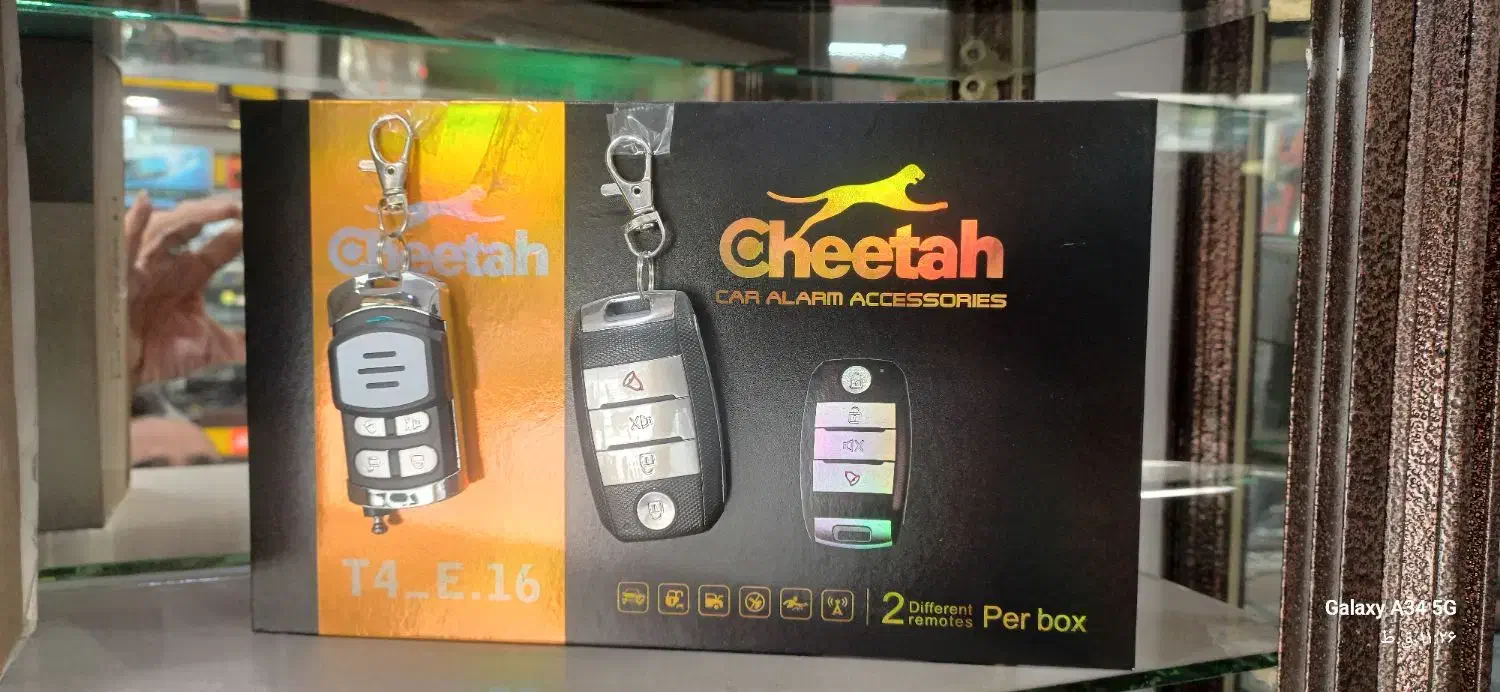 Cheetah
T4_E.16
Cheetah
CAR ALARM ACCESSORIES
2 Different remotes Per box
Galaxy A34 5G